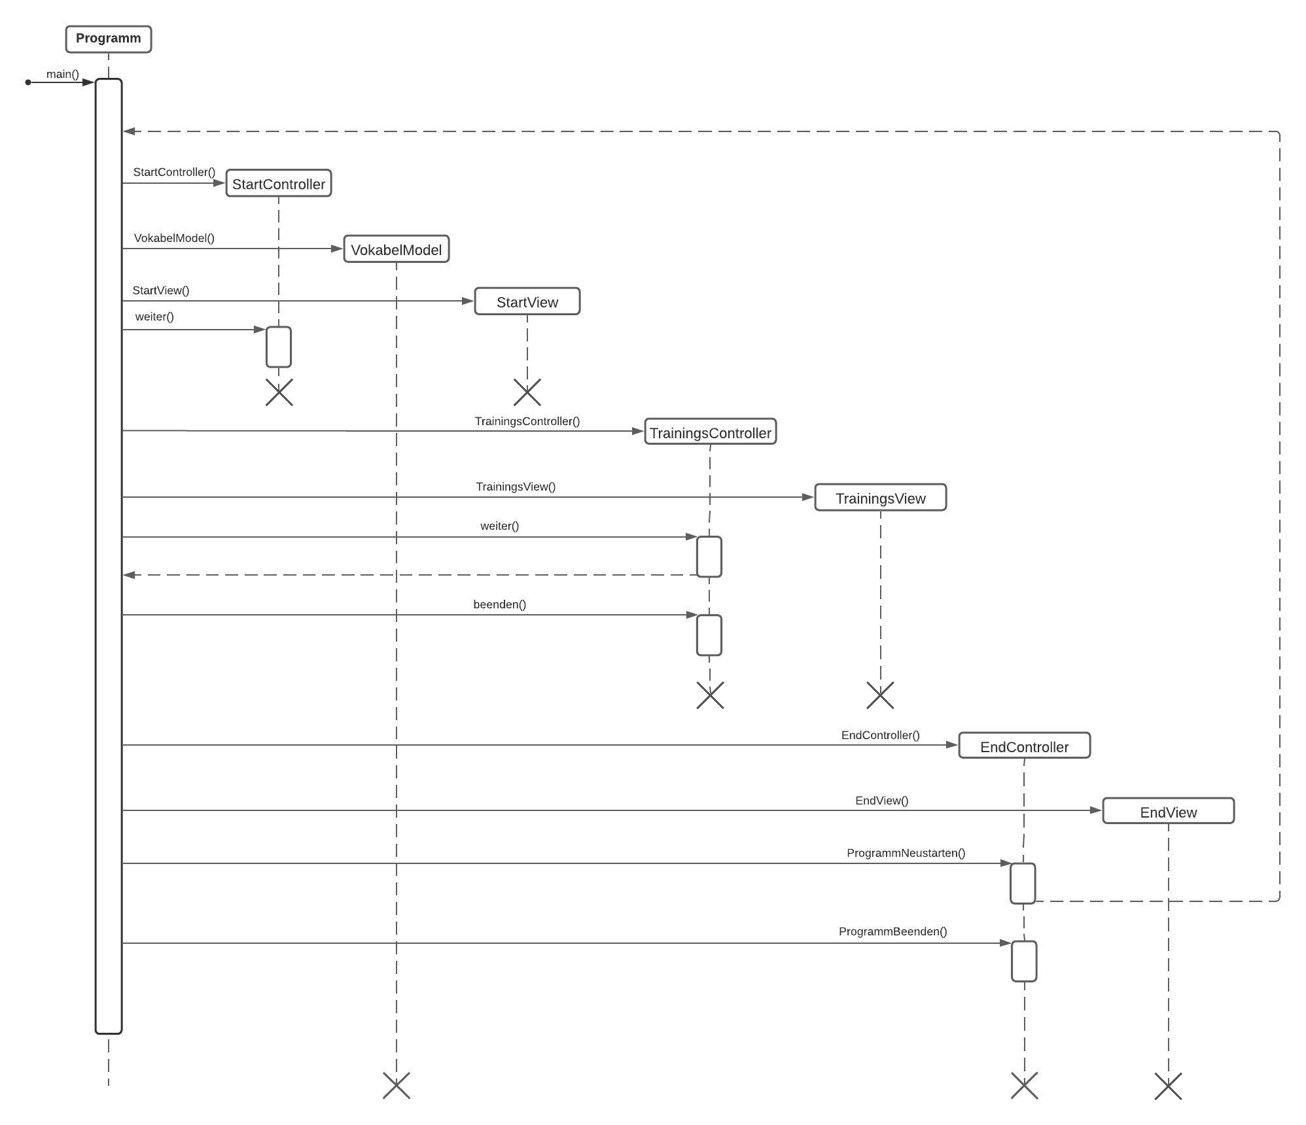 Programm
main()
StartController()
StartController
VokabelModel()
VokabelModel
StartView()
StartView
weiter()
TrainingsController()
TrainingsController
TrainingsView()
TrainingsView
weiter()
beenden()
EndController()
EndController
EndView()
EndView
ProgrammNeustarten()
ProgrammBeenden()